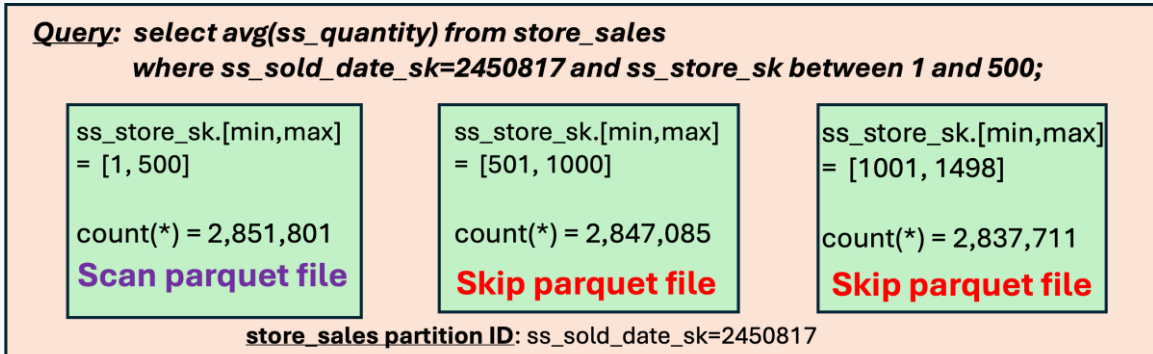 Query: select avg(ss_quantity) from store_sales
where ss_sold_date_sk=2450817 and ss_store_sk between 1 and 500;
ss_store_sk.[min,max]
= [1, 500]
count(*) = 2,851,801
Scan parquet file
ss_store_sk.[min,max]
= [501, 1000]
count(*) = 2,847,085
Skip parquet file
ss_store_sk.[min,max]
= [1001, 1498]
count(*) = 2,837,711
Skip parquet file
store_sales partition ID: ss_sold_date_sk=2450817